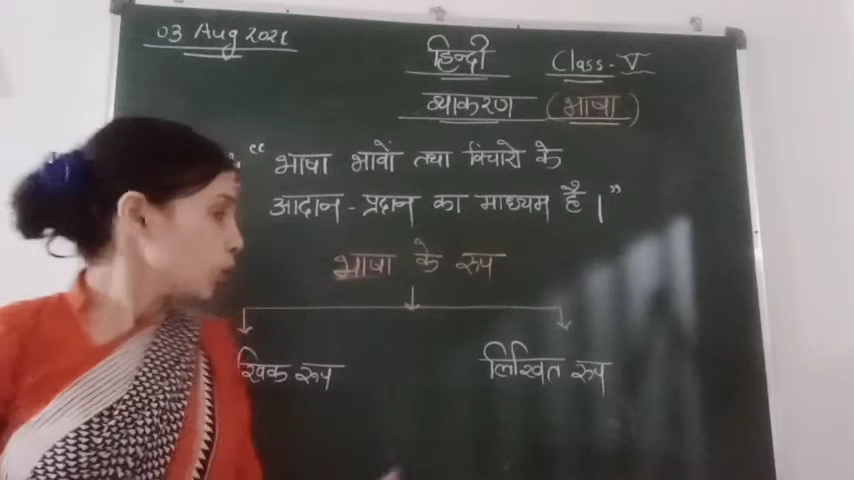 03 Aug 2021
हिन्दी Class-V
व्याकरण (भाषा)
“भाषा भावों तथा विचारो के
आदान-प्रदान का माध्यम है।”
भाषा के रुप
खिक रुप लिखित रुप